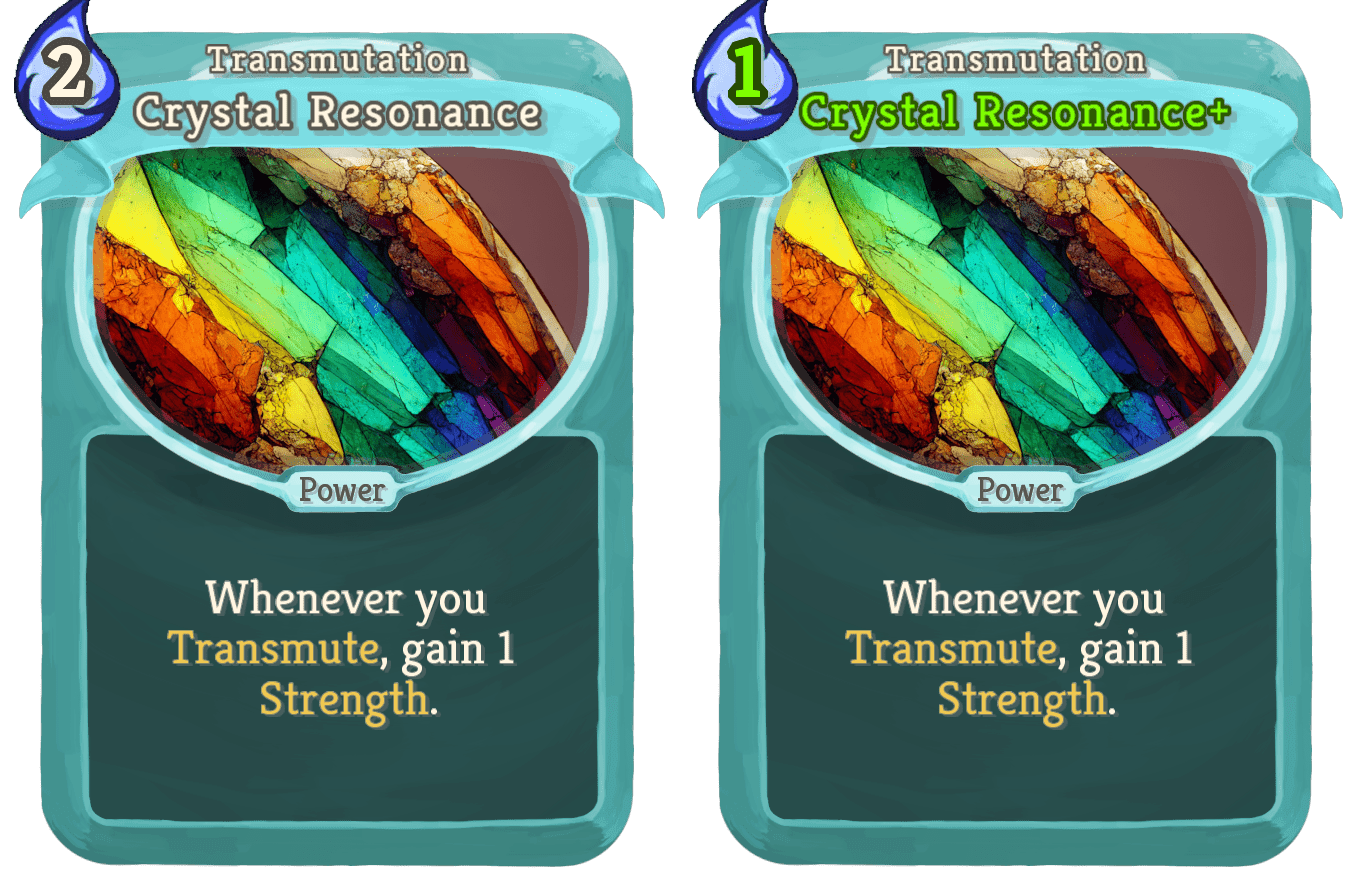 2
Transmutation
Crystal Resonance
Power
Whenever you
Transmute, gain 1
Strength.
1
Transmutation
Crystal Resonance+
Power
Whenever you
Transmute, gain 1
Strength.